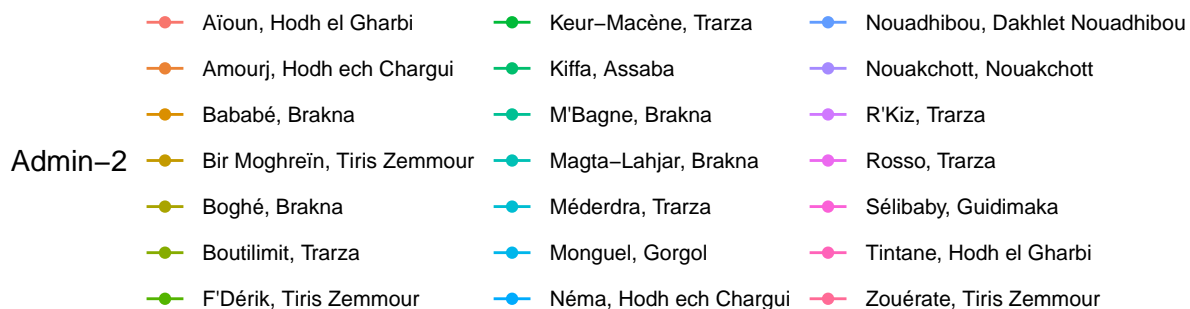 Admin−2
Aïoun, Hodh el Gharbi
Amourj, Hodh ech Chargui
Bababé, Brakna
Bir Moghreïn, Tiris Zemmour
Boghé, Brakna
Boutilimit, Trarza
F'Dérik, Tiris Zemmour
Keur−Macène, Trarza
Kiffa, Assaba
M'Bagne, Brakna
Magta−Lahjar, Brakna
Méderdra, Trarza
Monguel, Gorgol
Néma, Hodh ech Chargui
Nouadhibou, Dakhlet Nouadhibou
Nouakchott, Nouakchott
R'Kiz, Trarza
Rosso, Trarza
Sélibaby, Guidimaka
Tintane, Hodh el Gharbi
Zouérate, Tiris Zemmour